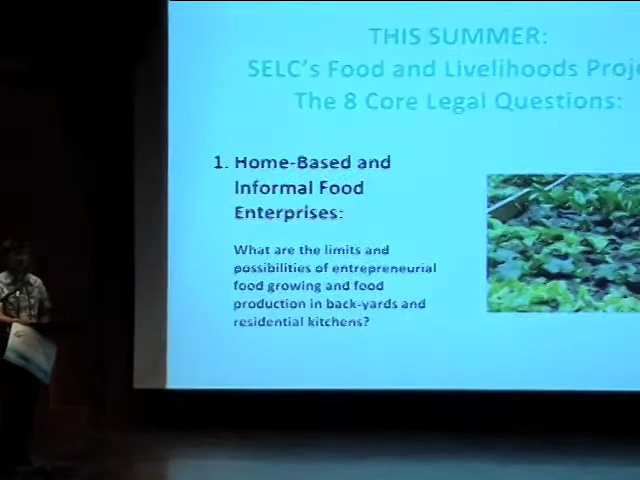 THIS SUMMER:
SELC's Food and Livelihoods
The 8 Core Legal Questions:
1. Home-Based and
Informal Food
Enterprises:
What are the limits and
possibilities of entrepreneurial
food growing and food
production in back-yards and
residential kitchens?